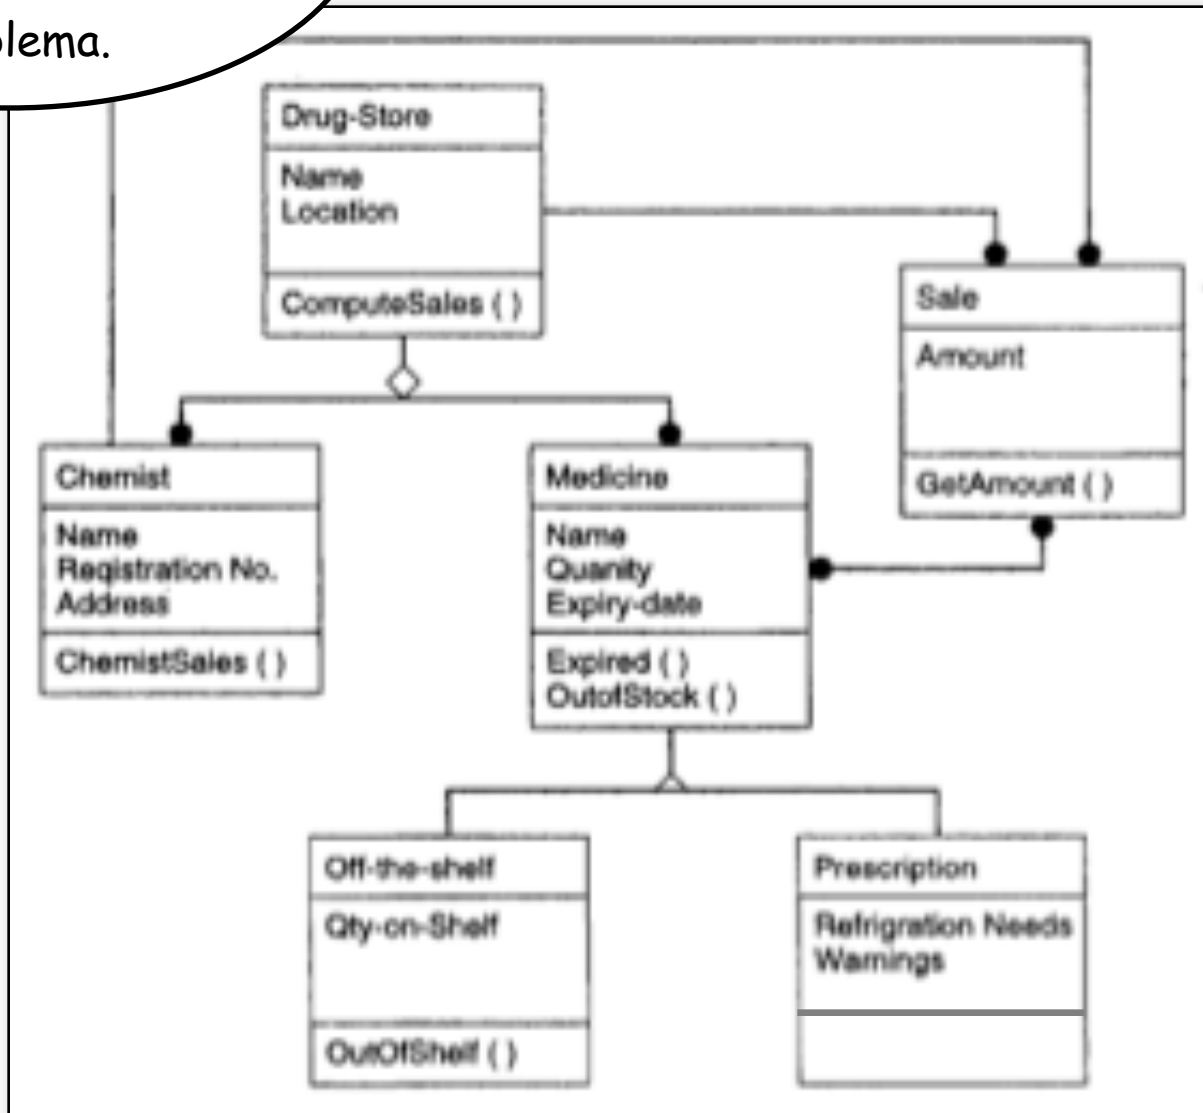 olema.
Drug-Store
Name
Location
ComputeSales ( )
Sale
Amount
GetAmount ( )
Chemist
Name
Registration No.
Address
ChemistSales ( )
Medicine
Name
Quanity
Expiry-date
Expired ( )
OutofStock ( )
Off-the-shelf
Qty-on-Shelf
OutOfShelf ( )
Prescription
Refrigration Needs
Warnings